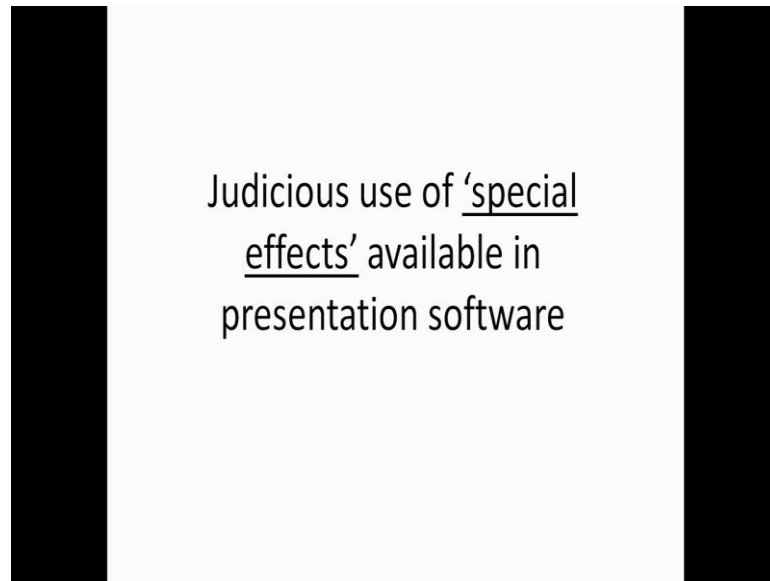 Judicious use of ‘special
effects’ available in
presentation software